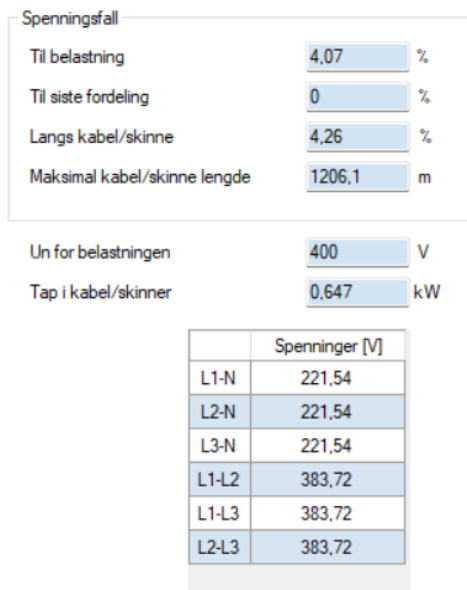 Spenningsfall
Til belastning 4,07 %
Til siste fordeling 0 %
Langs kabel/skinne 4,26 %
Maksimal kabel/skinne lengde 1206,1 m
Un for belastningen 400 V
Tap i kabel/skinner 0,647 kW
Spenninger [V]
L1-N 221,54
L2-N 221,54
L3-N 221,54
L1-L2 383,72
L1-L3 383,72
L2-L3 383,72